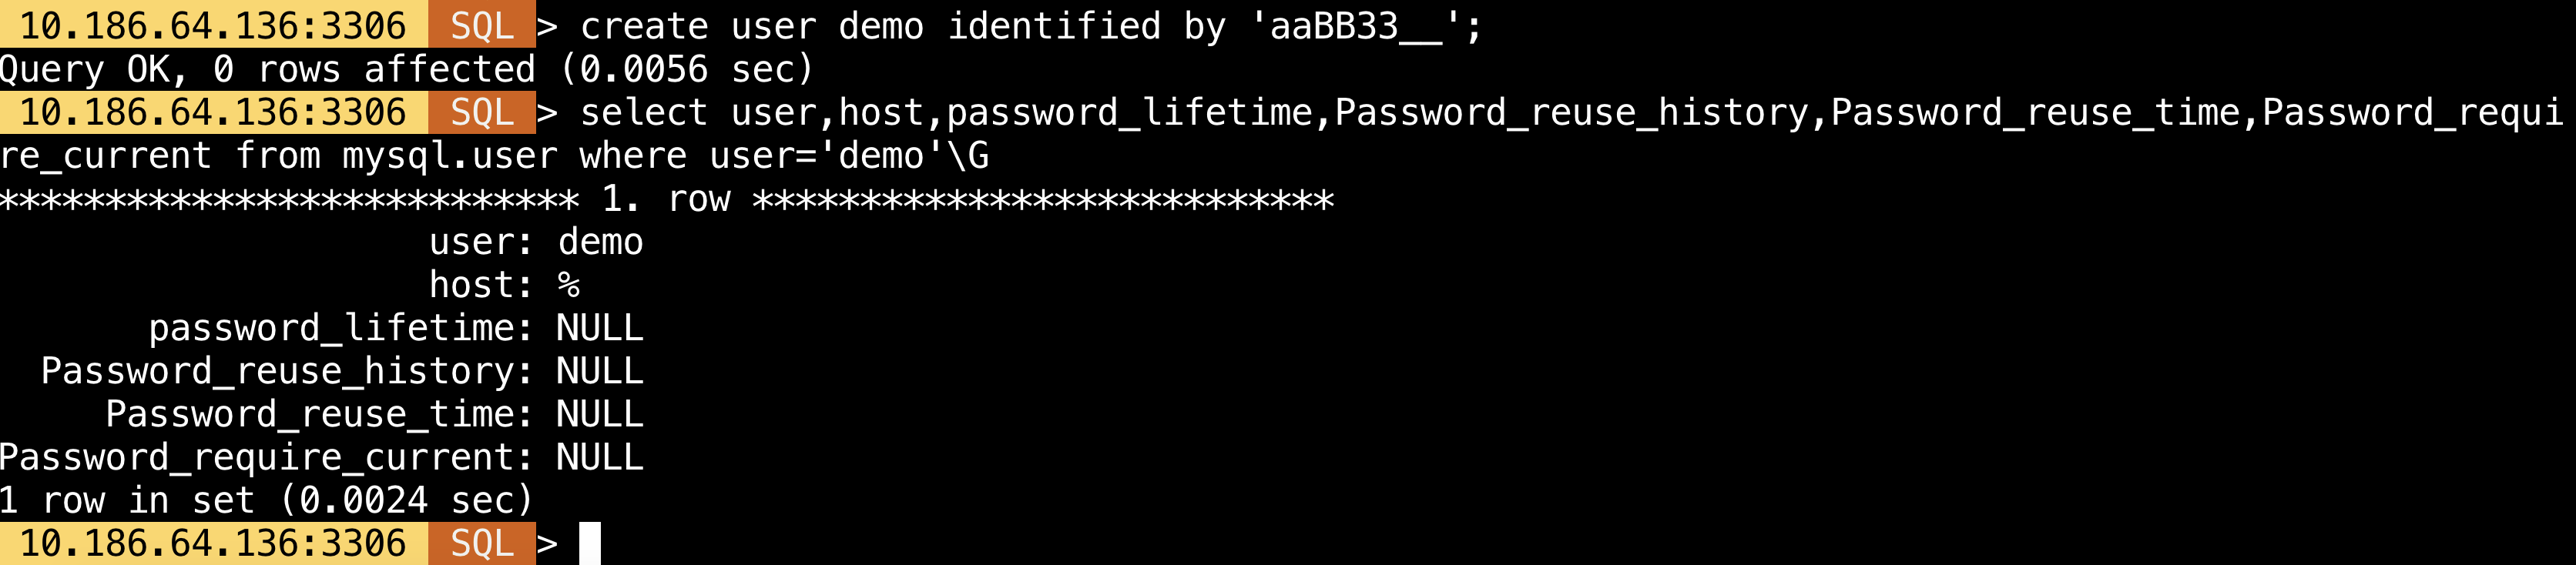 10.186.64.136:3306 SQL > create user demo identified by 'aaBB33__';
Query OK, 0 rows affected (0.0056 sec)
10.186.64.136:3306 SQL > select user,host,password_lifetime,Password_reuse_history,Password_reuse_time,Password_requi
re_current from mysql.user where user='demo'\G
*************************** 1. row ***************************
user: demo
host: %
password_lifetime: NULL
Password_reuse_history: NULL
Password_reuse_time: NULL
Password_require_current: NULL
1 row in set (0.0024 sec)
10.186.64.136:3306 SQL >